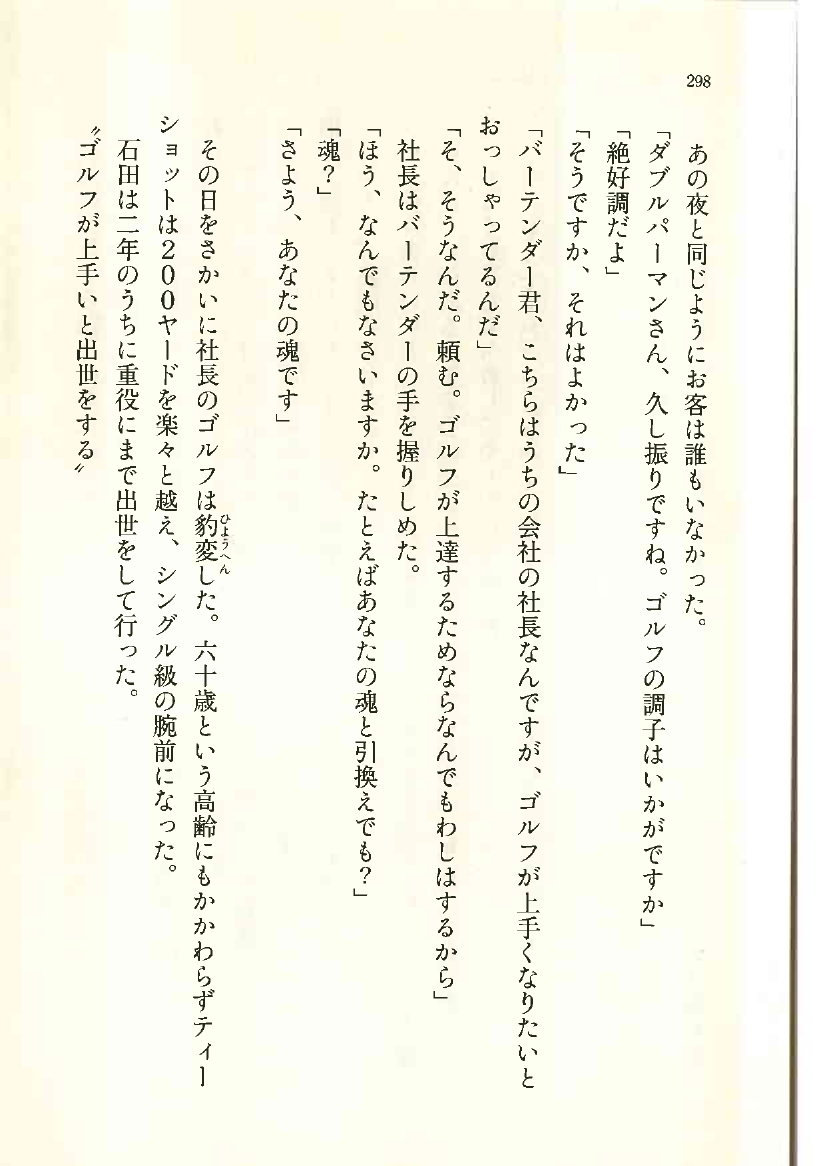 298
あの夜と同じようにお客は誰もいなかった。
「ダブルパーマンさん、久し振りですね。ゴルフの調子はいかがですか」
「絶好調だよ」
「そうですか、それはよかった」
「バーテンダー君、こちらはうちの会社の社長なんですが、ゴルフが上手くなりたいと
おっしゃってるんだ」
「そ、そうなんだ。頼む。ゴルフが上達するためならなんでもわしはするから」
社長はバーテンダーの手を握りしめた。
「ほう、なんでもなさいますか。たとえばあなたの魂と引換えでも？」
「魂？」
「さよう、あなたの魂です」
その日をさかいに社長のゴルフは豹変した。六十歳という高齢にもかかわらずティー
ひょうへん
ショットは２００ヤードを楽々と越え、シングル級の腕前になった。
石田は二年のうちに重役にまで出世をして行った。
〝ゴルフが上手いと出世をする〟